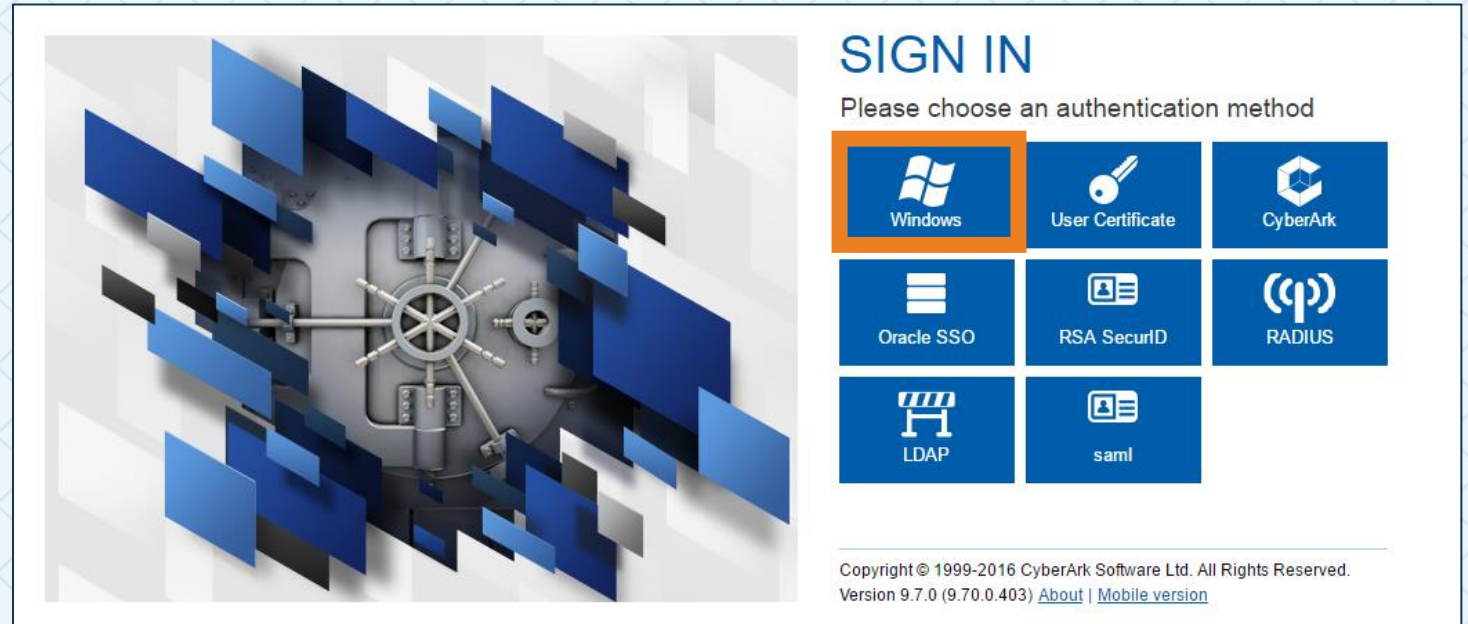 SIGN IN
Please choose an authentication method
Windows
User Certificate
CyberArk
Oracle SSO
RSA SecurID
RADIUS
LDAP
saml
Copyright © 1999-2016 CyberArk Software Ltd. All Rights Reserved.
Version 9.7.0 (9.70.0.403) About | Mobile version